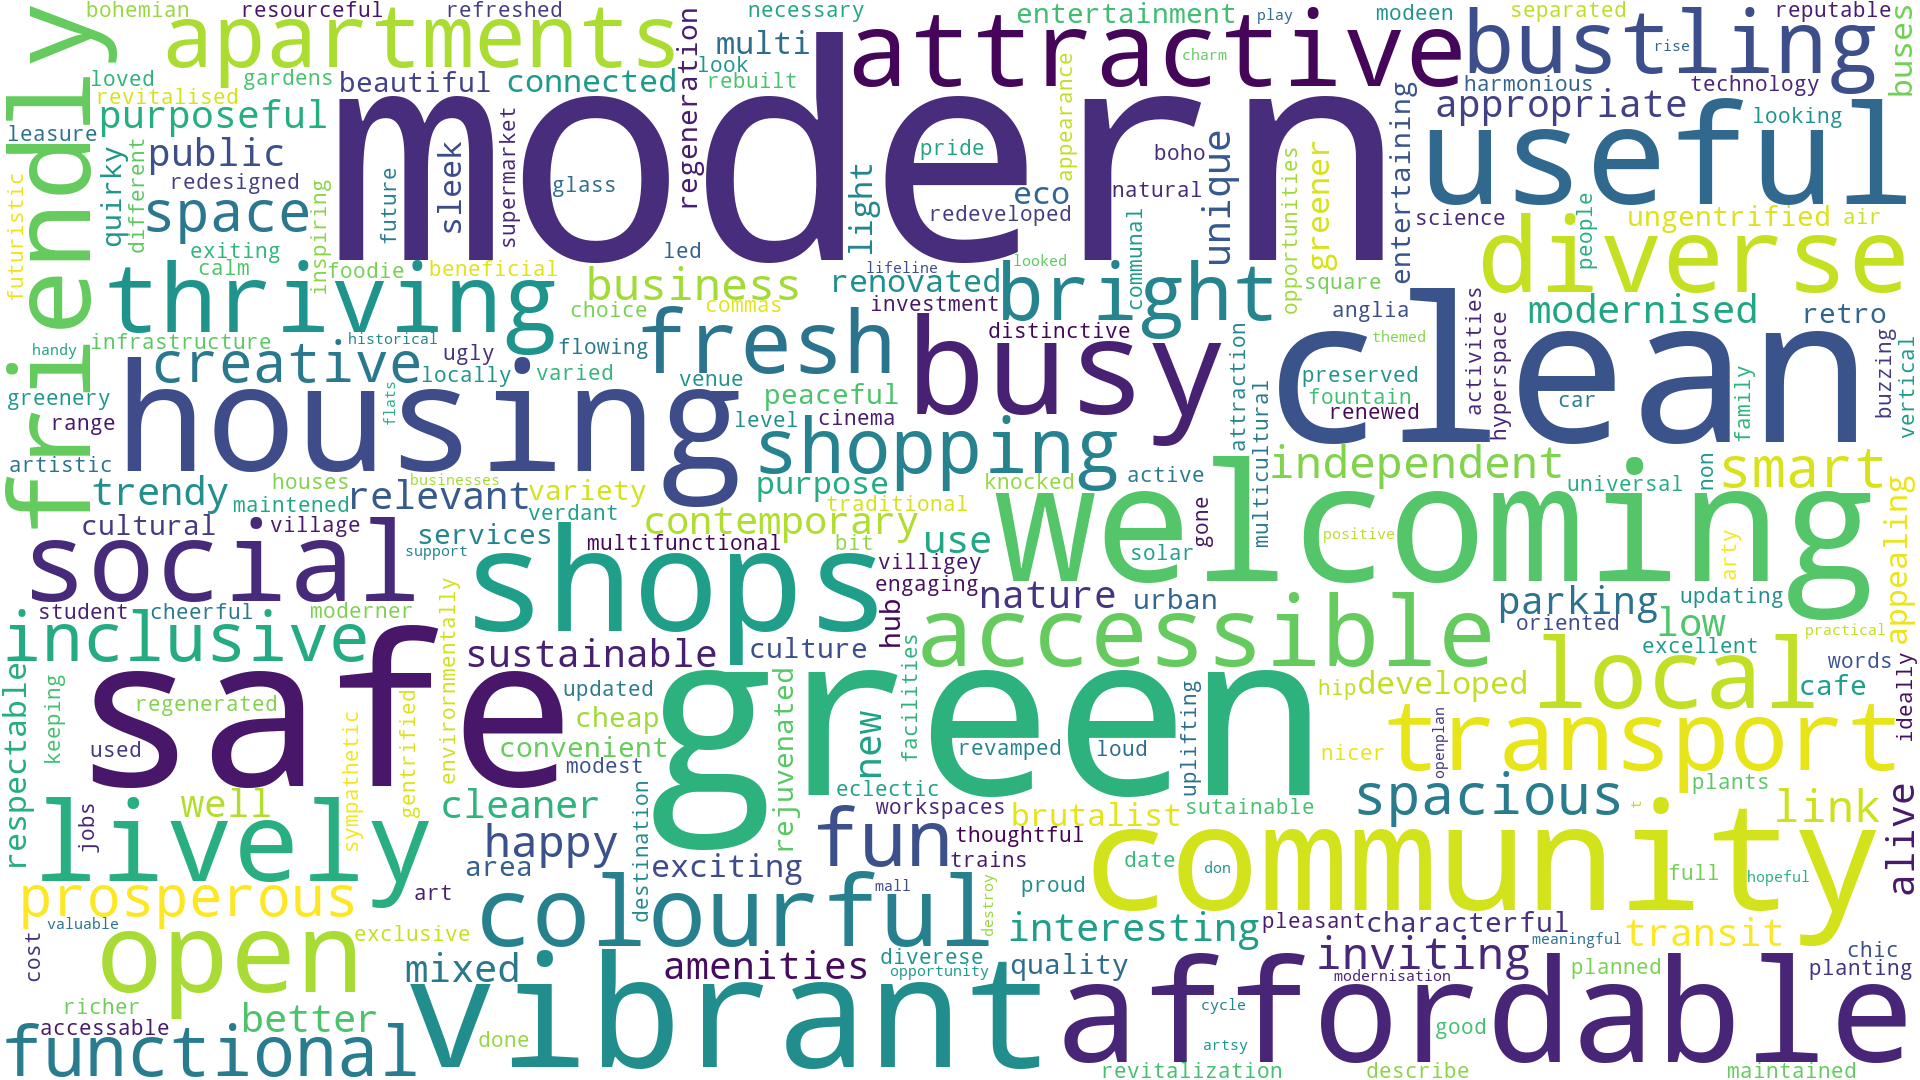 bohemian
resourceful
refreshed
necessary
entertainment
play
modeen
separated
reputable
friendly
apartments
multi
attractive
charm
bustling
rise
buses
loved
gardens
beautiful
connected
look
rebuilt
regeneration
appearance
harmonious
technology
revitalised
purposeful
modern
appropriate
looking
leasure
supermarket
useful
public
quirky
different
sleek
pride
boho
unique
entertaining
redesigned
future
glass
light
eco
natural
opportunities
greener
futuristic
space
inspiring
redeveloped
communal
science
ungentrified
air
people
diverse
exiting
led
calm
foodie
beneficial
lifeline
looked
thriving
business
renovated
bright
square
choice
commas
investment
anglia
modernised
retro
infrastructure
historical
fresh
distinctive
activities
hyperspace
themed
buzzing
vertical
handy
ugly
flowing
busy
clean
attraction
creative
locally
varied
venue
preserved
greenery
flats
peaceful
fountain
car
family
range
housing
level
cinema
renewed
multicultural
artistic
shopping
active
independent
non
smart
houses
businesses
trendy
relevant
variety
purpose
knocked
welcoming
universal
maintened
verdant
traditional
gone
appealing
cultural
village
services
contemporary
use
positive
arty
social
support
multifunctional
bit
solar
shops
villigey
engaging
nature
urban
parking
updating
student
cheerful
moderner
environmentally
hub
accessible
oriented
low
practical
inclusive
sustainable
culture
facilities
excellent
respectable
safe
keeping
regenerated
updated
rejuvenated
green
hip
developed
local
words
cafe
ideally
sympathetic
gentrified
cheap
new
uplifting
openplan
transport
used
convenient
revamped
loud
nicer
modest
eclectic
spacious
plants
jobs
lively
well
cleaner
destination
workspaces
brutalist
sutainable
t
link
alive
happy
fun
thoughtful
community
area
exciting
trains
date
don
full
hopeful
prosperous
art
colourful
mall
destroy
proud
valuable
exclusive
interesting
pleasant
characterful
meaningful
transit
cost
open
mixed
amenities
diverese
opportunity
quality
inviting
modernisation
planned
chic
planting
richer
vibrant
affordable
cycle
accessable
better
done
good
functional
artsy
revitalization
describe
maintained